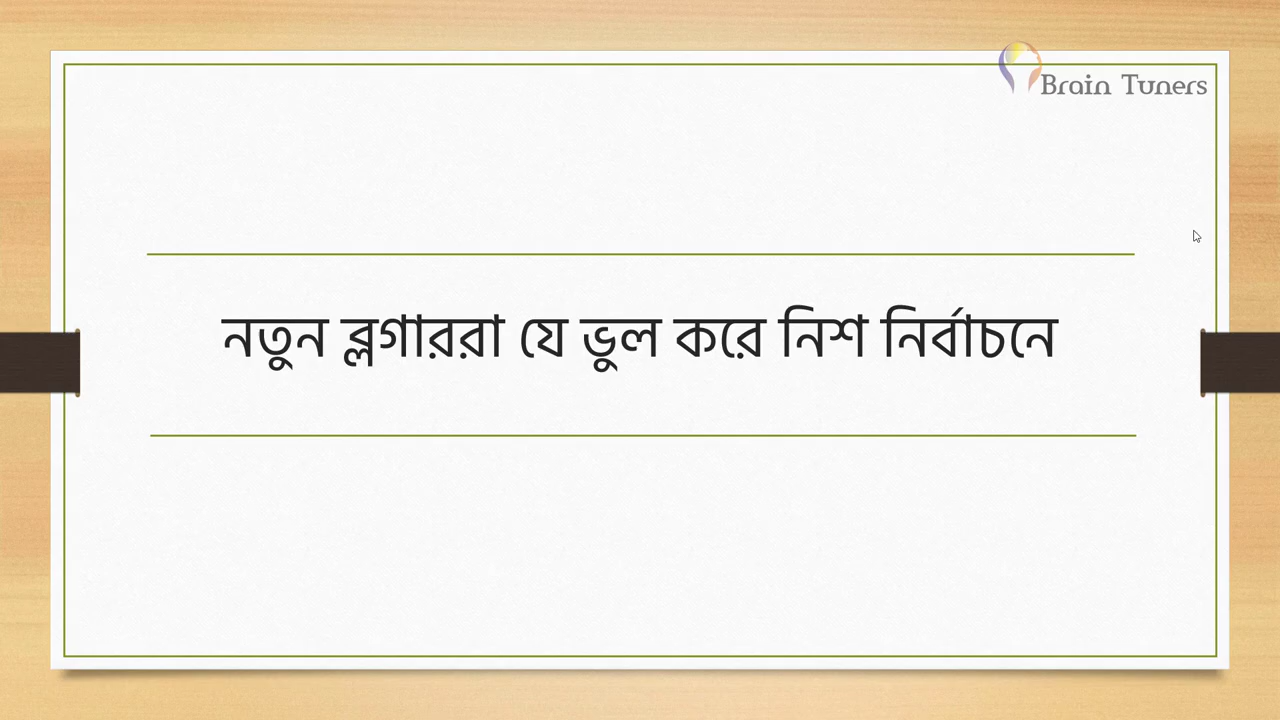 Brain Tuners
নতুন ব্লগাররা যে ভুল করে নিশ নির্বাচনে